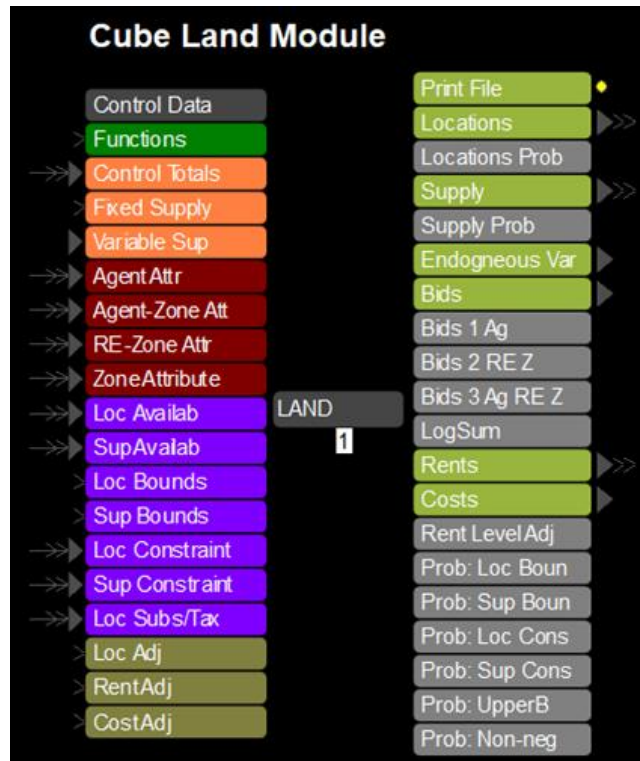 Cube Land Module
Control Data
Functions
Control Totals
Fixed Supply
Variable Sup
Agent Attr
Agent-Zone Att
RE-Zone Attr
ZoneAttribute
Loc Availab
SupAvailab
Loc Bounds
Sup Bounds
Loc Constraint
Sup Constraint
Loc Subs/Tax
Loc Adj
RentAdj
CostAdj
LAND
1
Print File
Locations
Locations Prob
Supply
Supply Prob
Endogneous Var
Bids
Bids 1 Ag
Bids 2 RE Z
Bids 3 Ag RE Z
LogSum
Rents
Costs
Rent Level Adj
Prob: Loc Boun
Prob: Sup Boun
Prob: Loc Cons
Prob: Sup Cons
Prob: UpperB
Prob: Non-neg